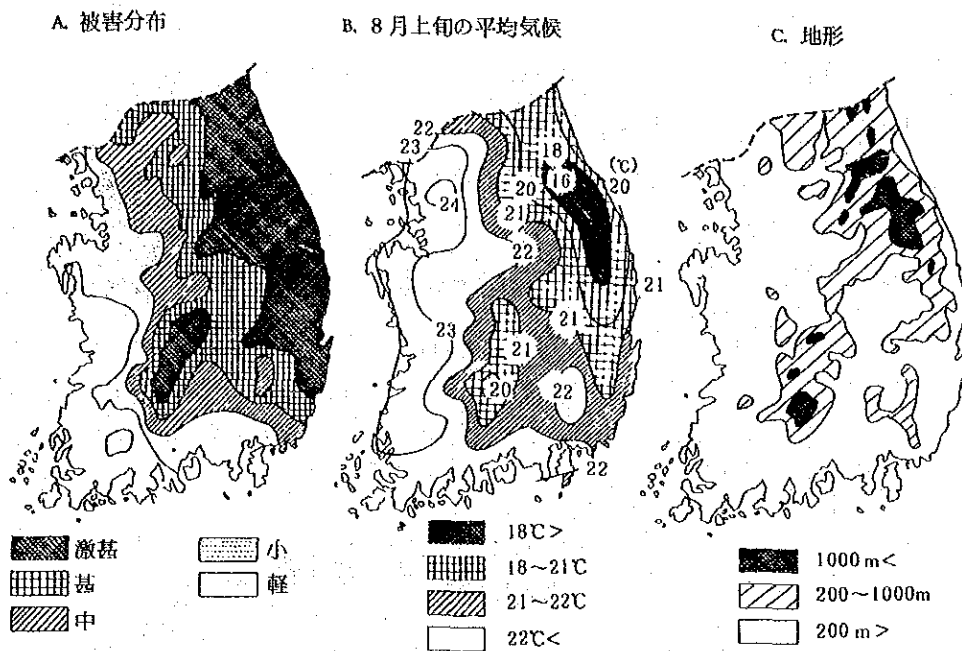 A. 被害分布
B. 8月上旬の平均気候
C. 地形
22
23
24
18
16
(℃)
20
20
21
22
21
23
21
21
20
22
22
激甚
甚
中
小
軽
18℃>
18〜21℃
21〜22℃
22℃<
1000m<
200〜1000m
200m>